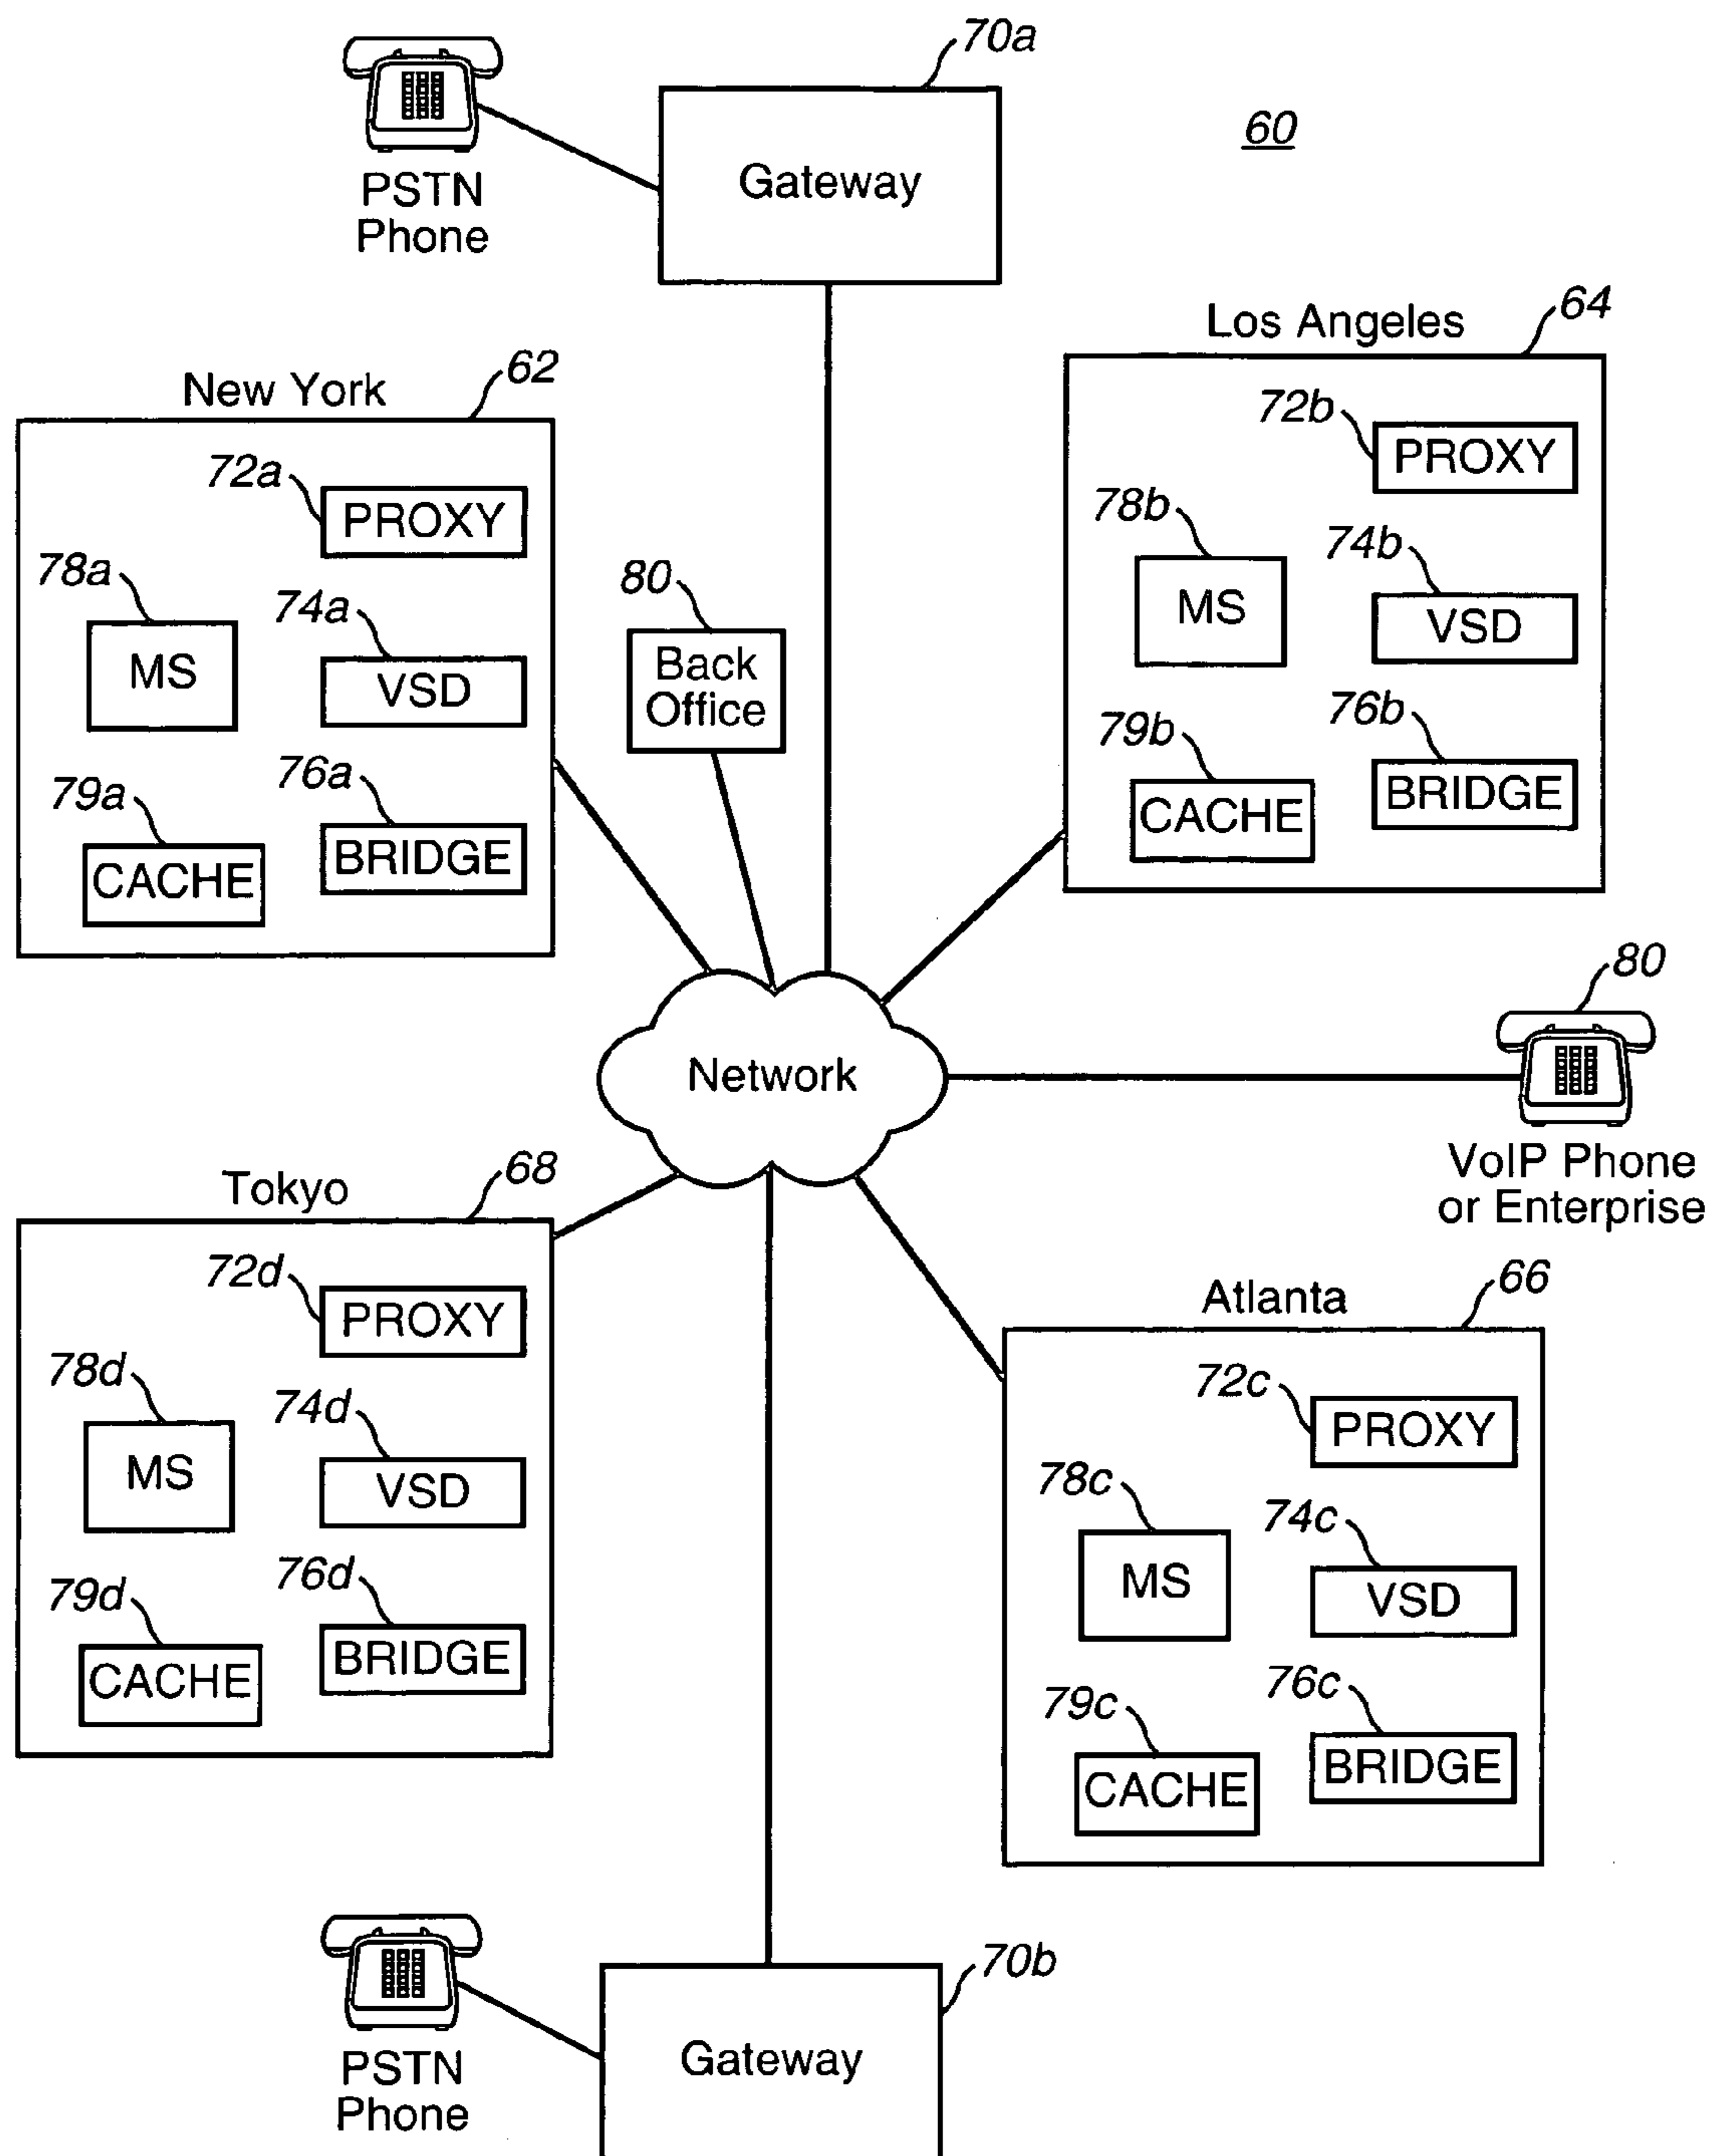 70a
60
PSTN
Phone
Gateway
Los Angeles
64
New York
62
72b
PROXY
72a
PROXY
78b
MS
74b
VSD
78a
MS
74a
VSD
80
Back
Office
79b
CACHE
76b
BRIDGE
79a
CACHE
76a
BRIDGE
80
Network
VoIP Phone
or Enterprise
Tokyo
68
72d
PROXY
Atlanta
66
78d
MS
74d
VSD
72c
PROXY
78c
MS
74c
VSD
79d
CACHE
76d
BRIDGE
79c
CACHE
76c
BRIDGE
70b
PSTN
Phone
Gateway